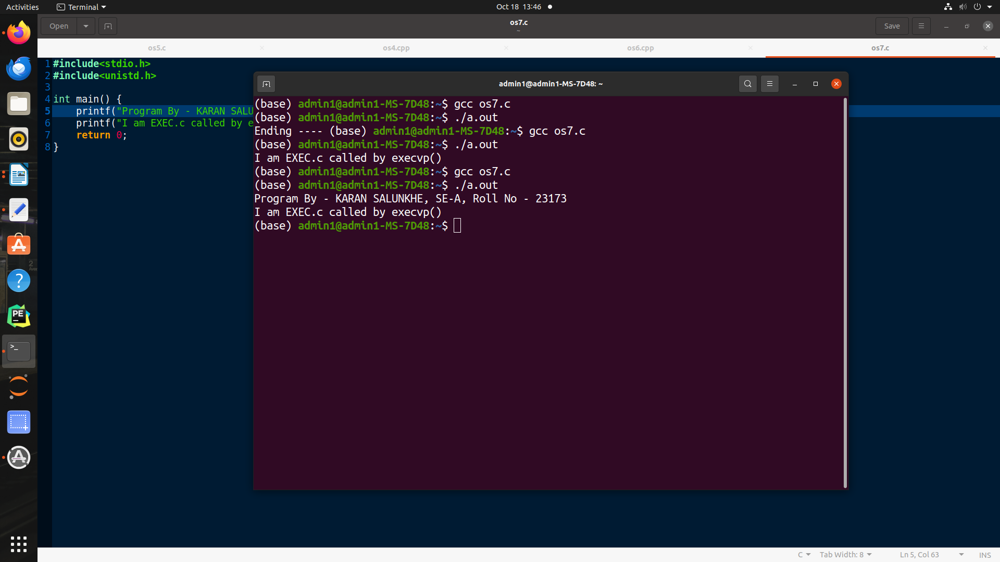 Activities
Terminal
Oct 18 13:46
Open
os7.c
~
Save
os5.c
os4.cpp
os6.cpp
os7.c
1 #include<stdio.h>
2 #include<unistd.h>
3
4 int main() {
5 printf("Program By - KARAN SALU
6 printf("I am EXEC.c called by e
7 return 0;
8 }
admin1@admin1-MS-7D48: ~
(base) admin1@admin1-MS-7D48:~$ gcc os7.c
(base) admin1@admin1-MS-7D48:~$ ./a.out
Ending ---- (base) admin1@admin1-MS-7D48:~$ gcc os7.c
(base) admin1@admin1-MS-7D48:~$ ./a.out
I am EXEC.c called by execvp()
(base) admin1@admin1-MS-7D48:~$ gcc os7.c
(base) admin1@admin1-MS-7D48:~$ ./a.out
Program By - KARAN SALUNKHE, SE-A, Roll No - 23173
I am EXEC.c called by execvp()
(base) admin1@admin1-MS-7D48:~$
2
Aven
?
PE
>_
C
Tab Width: 8
Ln 5, Col 63
INS